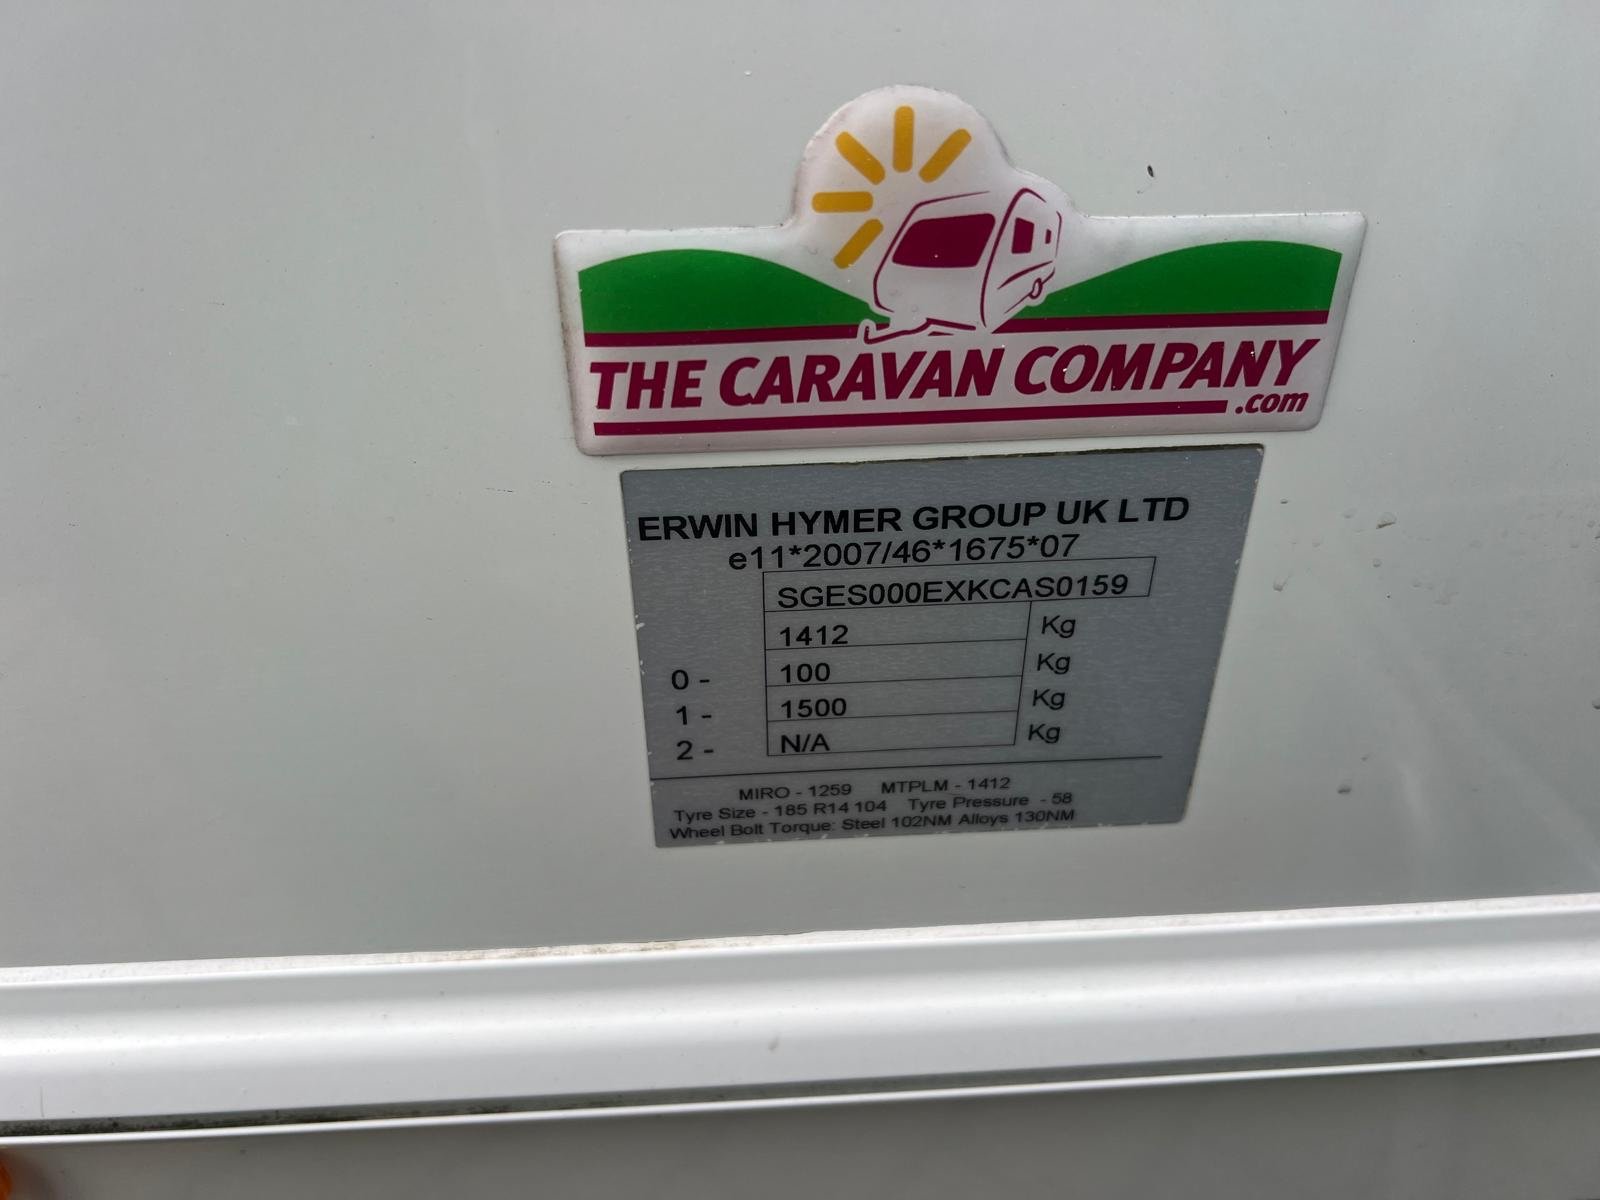 THE CARAVAN COMPANY
.com
ERWIN HYMER GROUP UK LTD
e11*2007/46*1675*07
SGES000EXKCAS0159
1412 Kg
0 - 100 Kg
1 - 1500 Kg
2 - N/A Kg
MIRO - 1259 MTPLM - 1412
Tyre Size - 185 R14 104 Tyre Pressure - 58
Wheel Bolt Torque: Steel 102NM Alloys 130NM